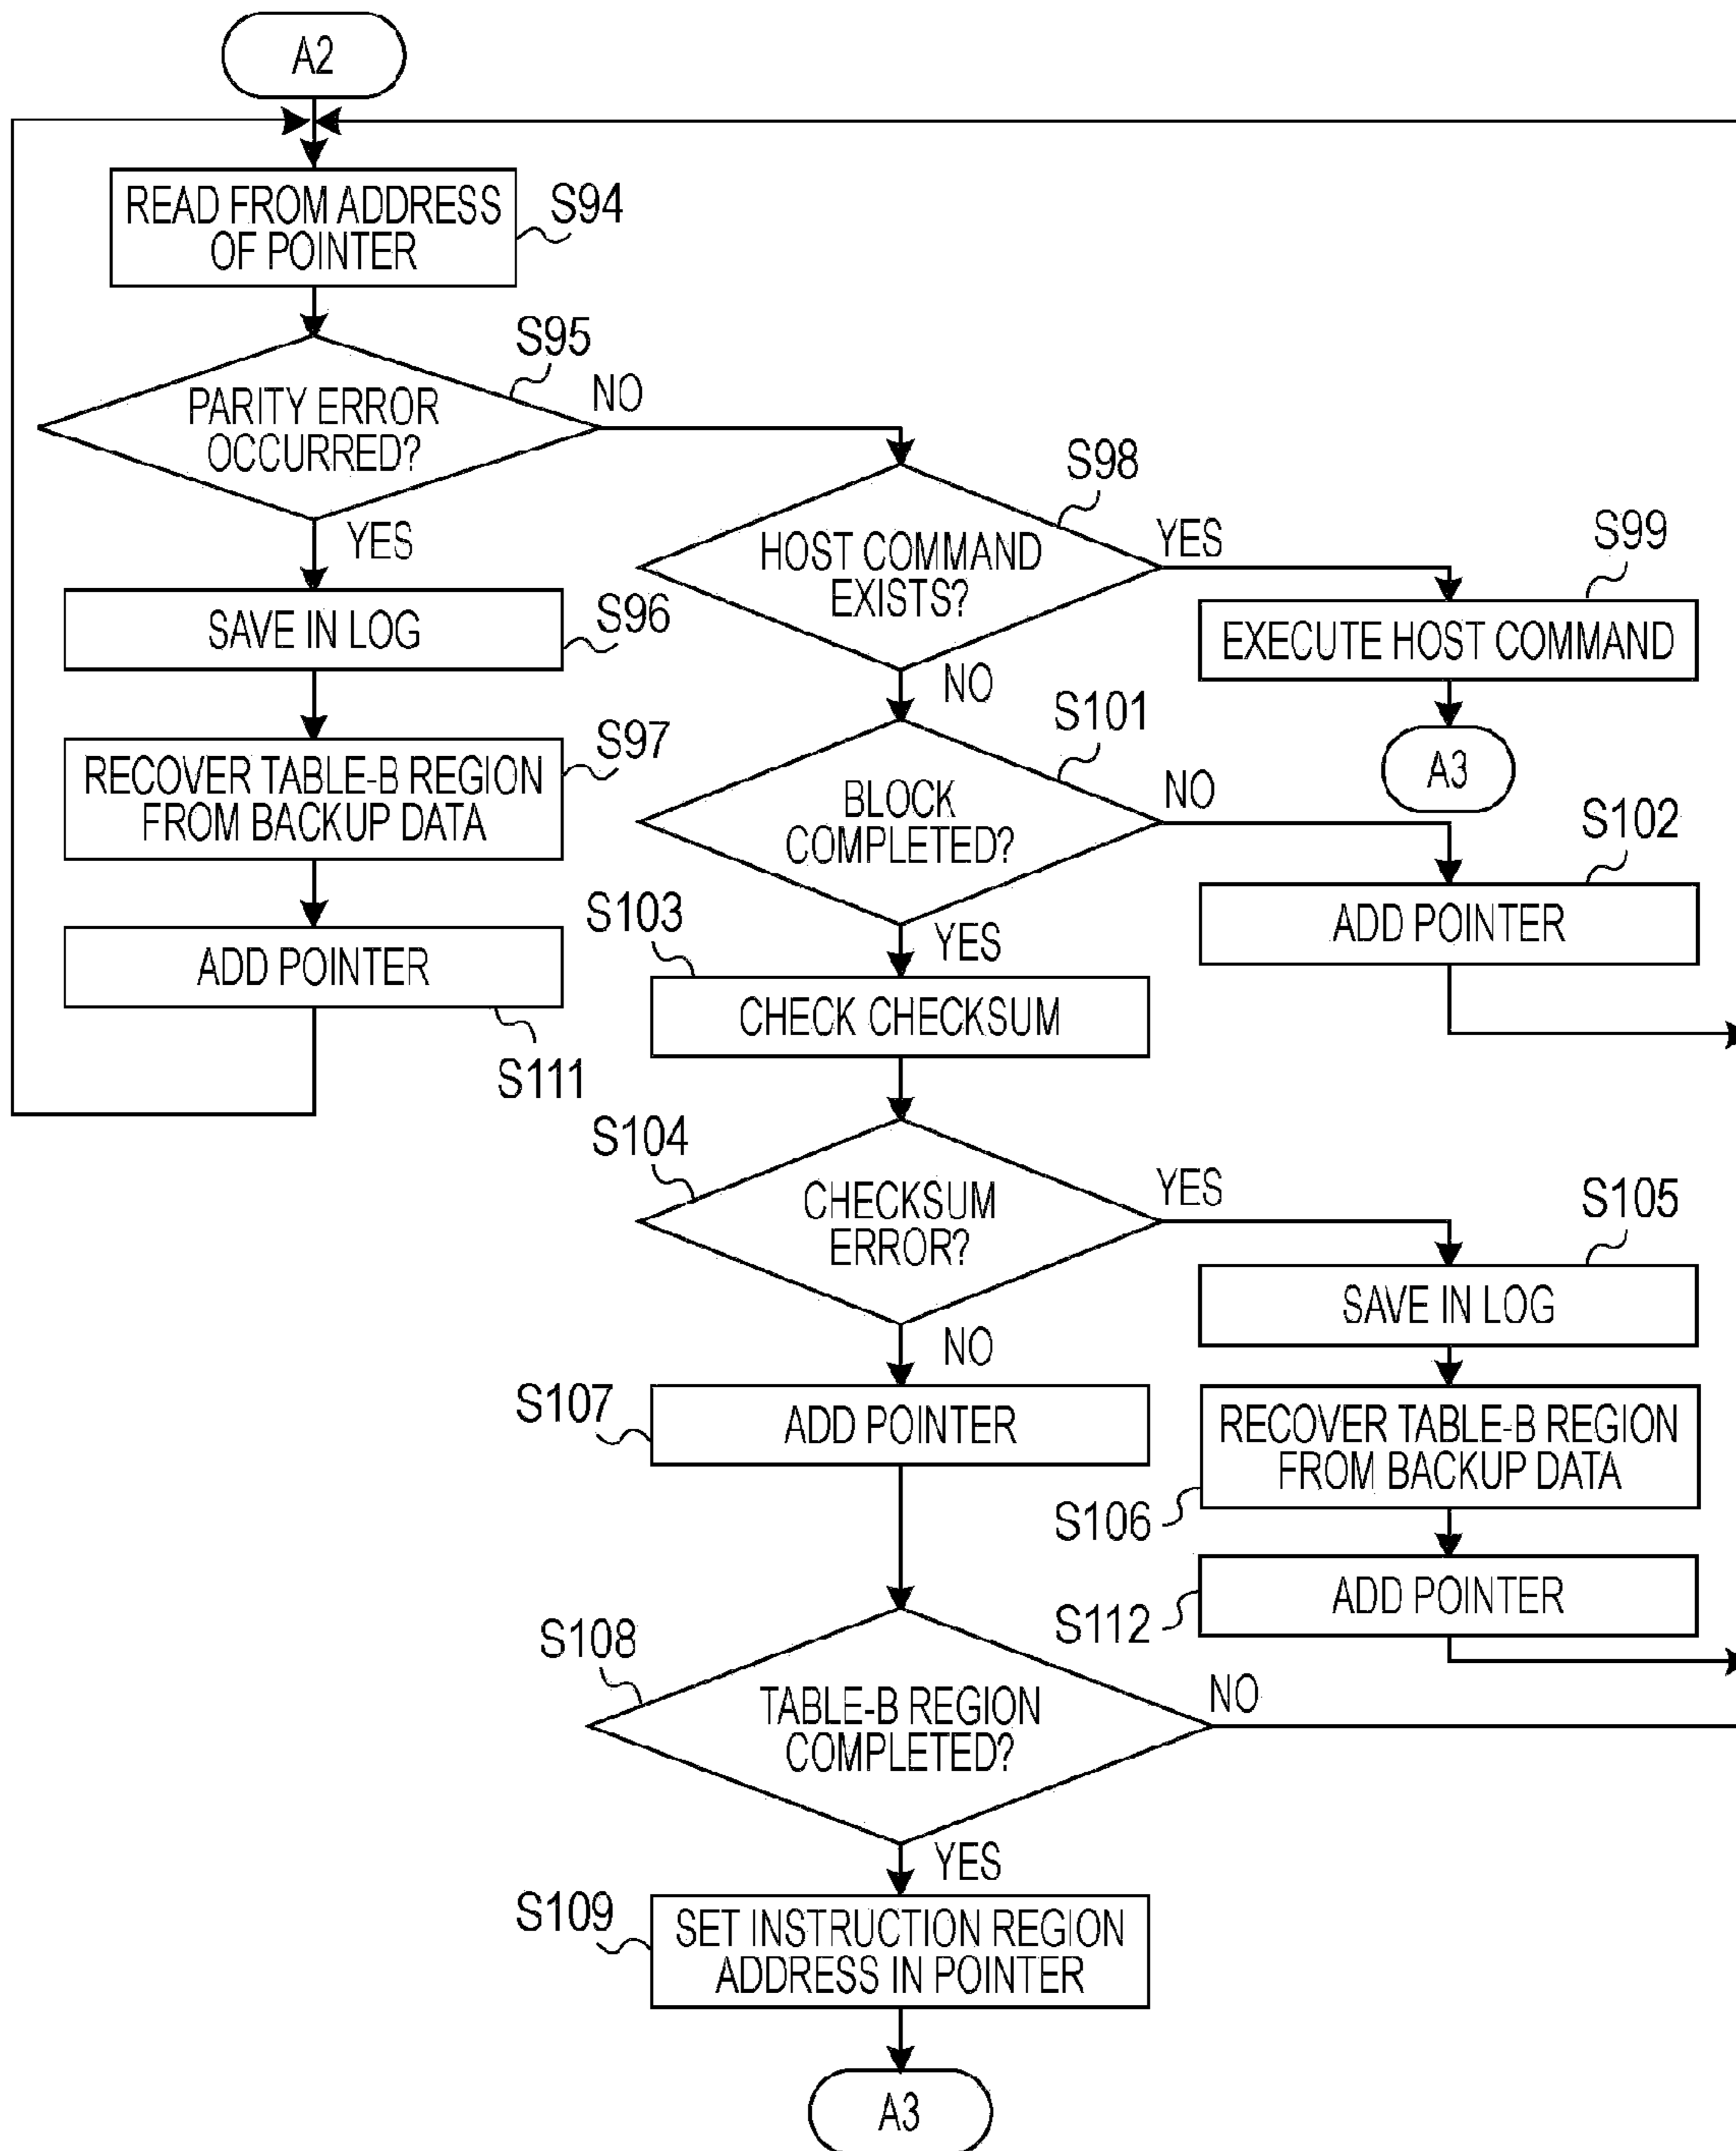 A2
READ FROM ADDRESS
OF POINTER
S94
PARITY ERROR
OCCURRED?
S95
NO
YES
SAVE IN LOG
S96
RECOVER TABLE-B REGION
FROM BACKUP DATA
S97
ADD POINTER
S111
HOST COMMAND
EXISTS?
S98
YES
NO
EXECUTE HOST COMMAND
S99
A3
BLOCK
COMPLETED?
S101
NO
YES
ADD POINTER
S102
S103
CHECK CHECKSUM
S104
CHECKSUM
ERROR?
YES
NO
S105
SAVE IN LOG
RECOVER TABLE-B REGION
FROM BACKUP DATA
S106
ADD POINTER
S112
S107
ADD POINTER
S108
TABLE-B REGION
COMPLETED?
NO
YES
S109
SET INSTRUCTION REGION
ADDRESS IN POINTER
A3